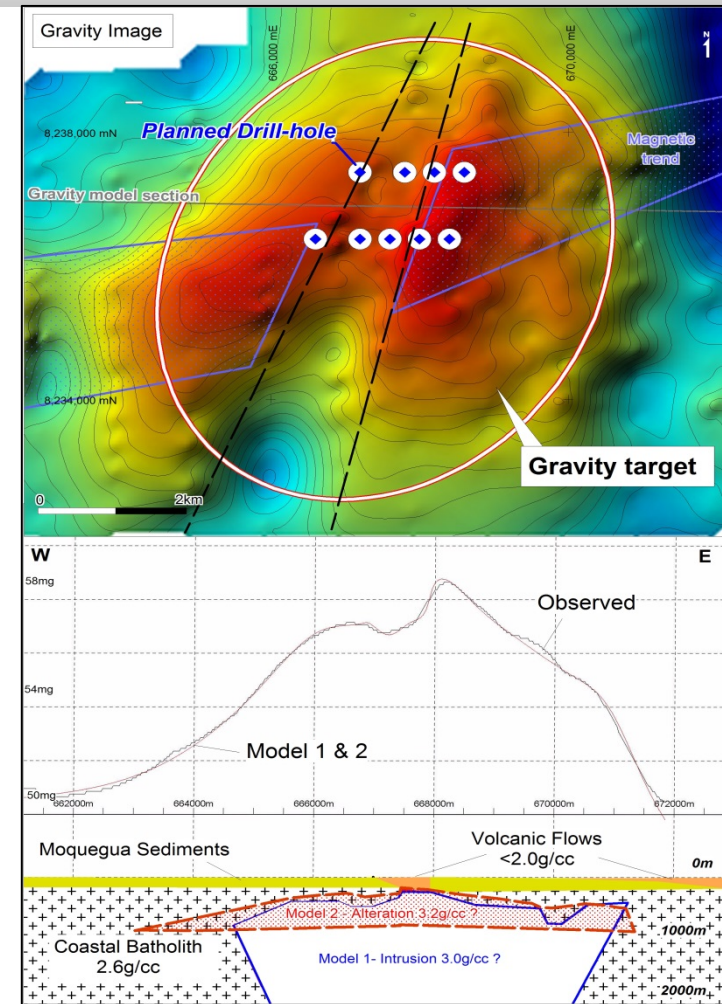 Gravity Image
666,000 mE
670,000 mE
N
1
8,238,000 mN
Planned Drill-hole
Magnetic
trend
Gravity model section
8,234,000 mN
Gravity target
0
2km
W
E
58mg
Observed
54mg
Model 1 & 2
50mg
662000m
664000m
666000m
668000m
670000m
672000m
Moquegua Sediments
Volcanic Flows
<2.0g/cc
0m
Model 2 - Alteration 3.2g/cc ?
Coastal Batholith
2.6g/cc
1000m
Model 1- Intrusion 3.0g/cc ?
2000m